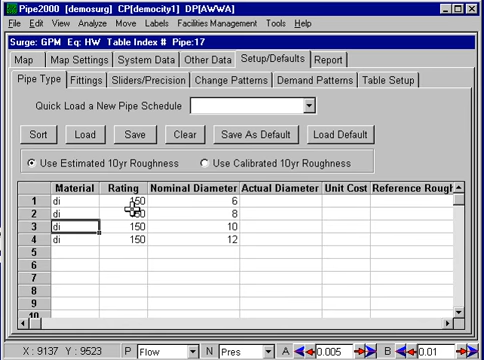 Pipe2000 [demosurg] CP[democity1] DP[AWWA]
File Edit View Analyze Move Labels Facilities Management Tools Help
Surge: GPM Eq: HW Table Index # Pipe:17
Map Map Settings System Data Other Data Setup/Defaults Report
Pipe Type Fittings Sliders/Precision Change Patterns Demand Patterns Table Setup
Quick Load a New Pipe Schedule
Sort Load Save Clear Save As Default Load Default
Use Estimated 10yr Roughness Use Calibrated 10yr Roughness
Material Rating Nominal Diameter Actual Diameter Unit Cost Reference Rough
1 di 150 6
2 di 150 8
3 di 150 10
4 di 150 12
5
6
7
8
9
10
X : 9137 Y : 9523 P Flow N Pres A 0.005 B 0.01